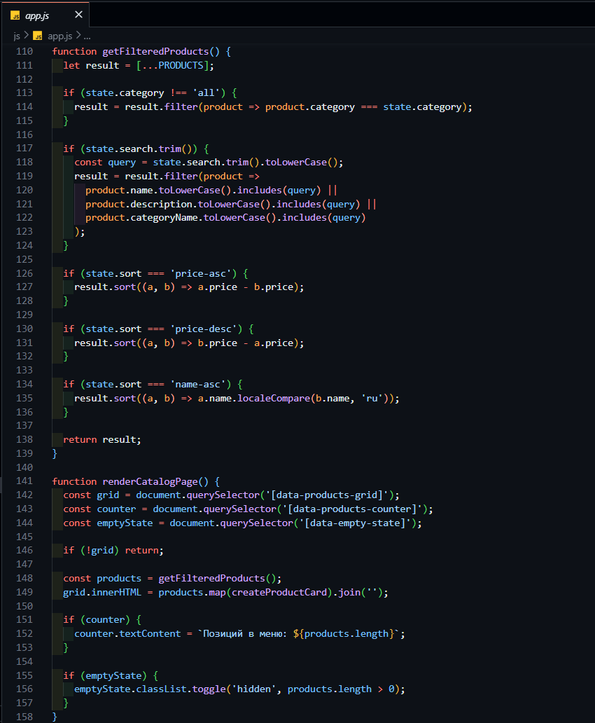 JS app.js ×
js > JS app.js > ...
110 function getFilteredProducts() {
111   let result = [...PRODUCTS];
112
113   if (state.category !== 'all') {
114     result = result.filter(product => product.category === state.category);
115   }
116
117   if (state.search.trim()) {
118     const query = state.search.trim().toLowerCase();
119     result = result.filter(product =>
120       product.name.toLowerCase().includes(query) ||
121       product.description.toLowerCase().includes(query) ||
122       product.categoryName.toLowerCase().includes(query)
123     );
124   }
125
126   if (state.sort === 'price-asc') {
127     result.sort((a, b) => a.price - b.price);
128   }
129
130   if (state.sort === 'price-desc') {
131     result.sort((a, b) => b.price - a.price);
132   }
133
134   if (state.sort === 'name-asc') {
135     result.sort((a, b) => a.name.localeCompare(b.name, 'ru'));
136   }
137
138   return result;
139 }
140
141 function renderCatalogPage() {
142   const grid = document.querySelector('[data-products-grid]');
143   const counter = document.querySelector('[data-products-counter]');
144   const emptyState = document.querySelector('[data-empty-state]');
145
146   if (!grid) return;
147
148   const products = getFilteredProducts();
149   grid.innerHTML = products.map(createProductCard).join('');
150
151   if (counter) {
152     counter.textContent = `Позиций в меню: ${products.length}`;
153   }
154
155   if (emptyState) {
156     emptyState.classList.toggle('hidden', products.length > 0);
157   }
158 }